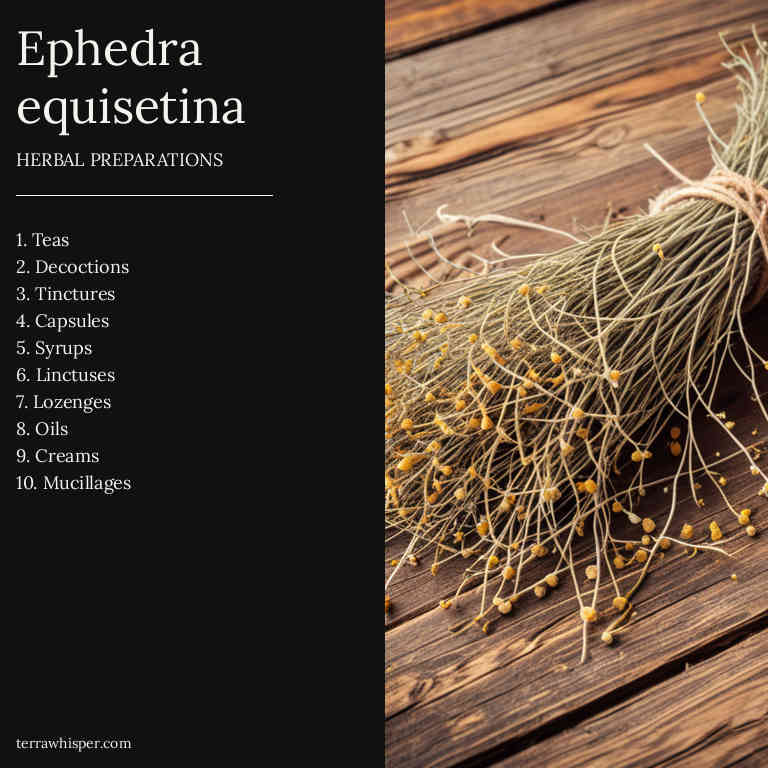 Ephedra
equisetina
HERBAL PREPARATIONS
1. Teas
2. Decoctions
3. Tinctures
4. Capsules
5. Syrups
6. Linctuses
7. Lozenges
8. Oils
9. Creams
10. Mucillages
terrawhisper.com